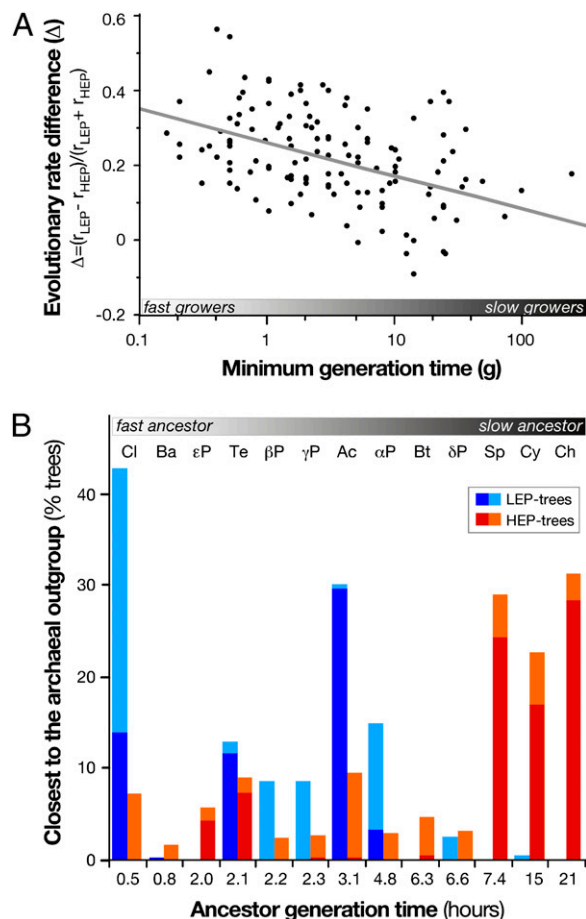 A
Evolutionary rate difference (Δ)
Δ=(rLEP- rHEP)/(rLEP+ rHEP)
0.6
0.4
0.2
0
-0.2
fast growers
slow growers
0.1
1
10
100
Minimum generation time (g)
B
fast ancestor
slow ancestor
Cl Ba εP Te βP γP Ac αP Bt δP Sp Cy Ch
LEP-trees
HEP-trees
Closest to the archaeal outgroup (% trees)
40
30
20
10
0
0.5 0.8 2.0 2.1 2.2 2.3 3.1 4.8 6.3 6.6 7.4 15 21
Ancestor generation time (hours)